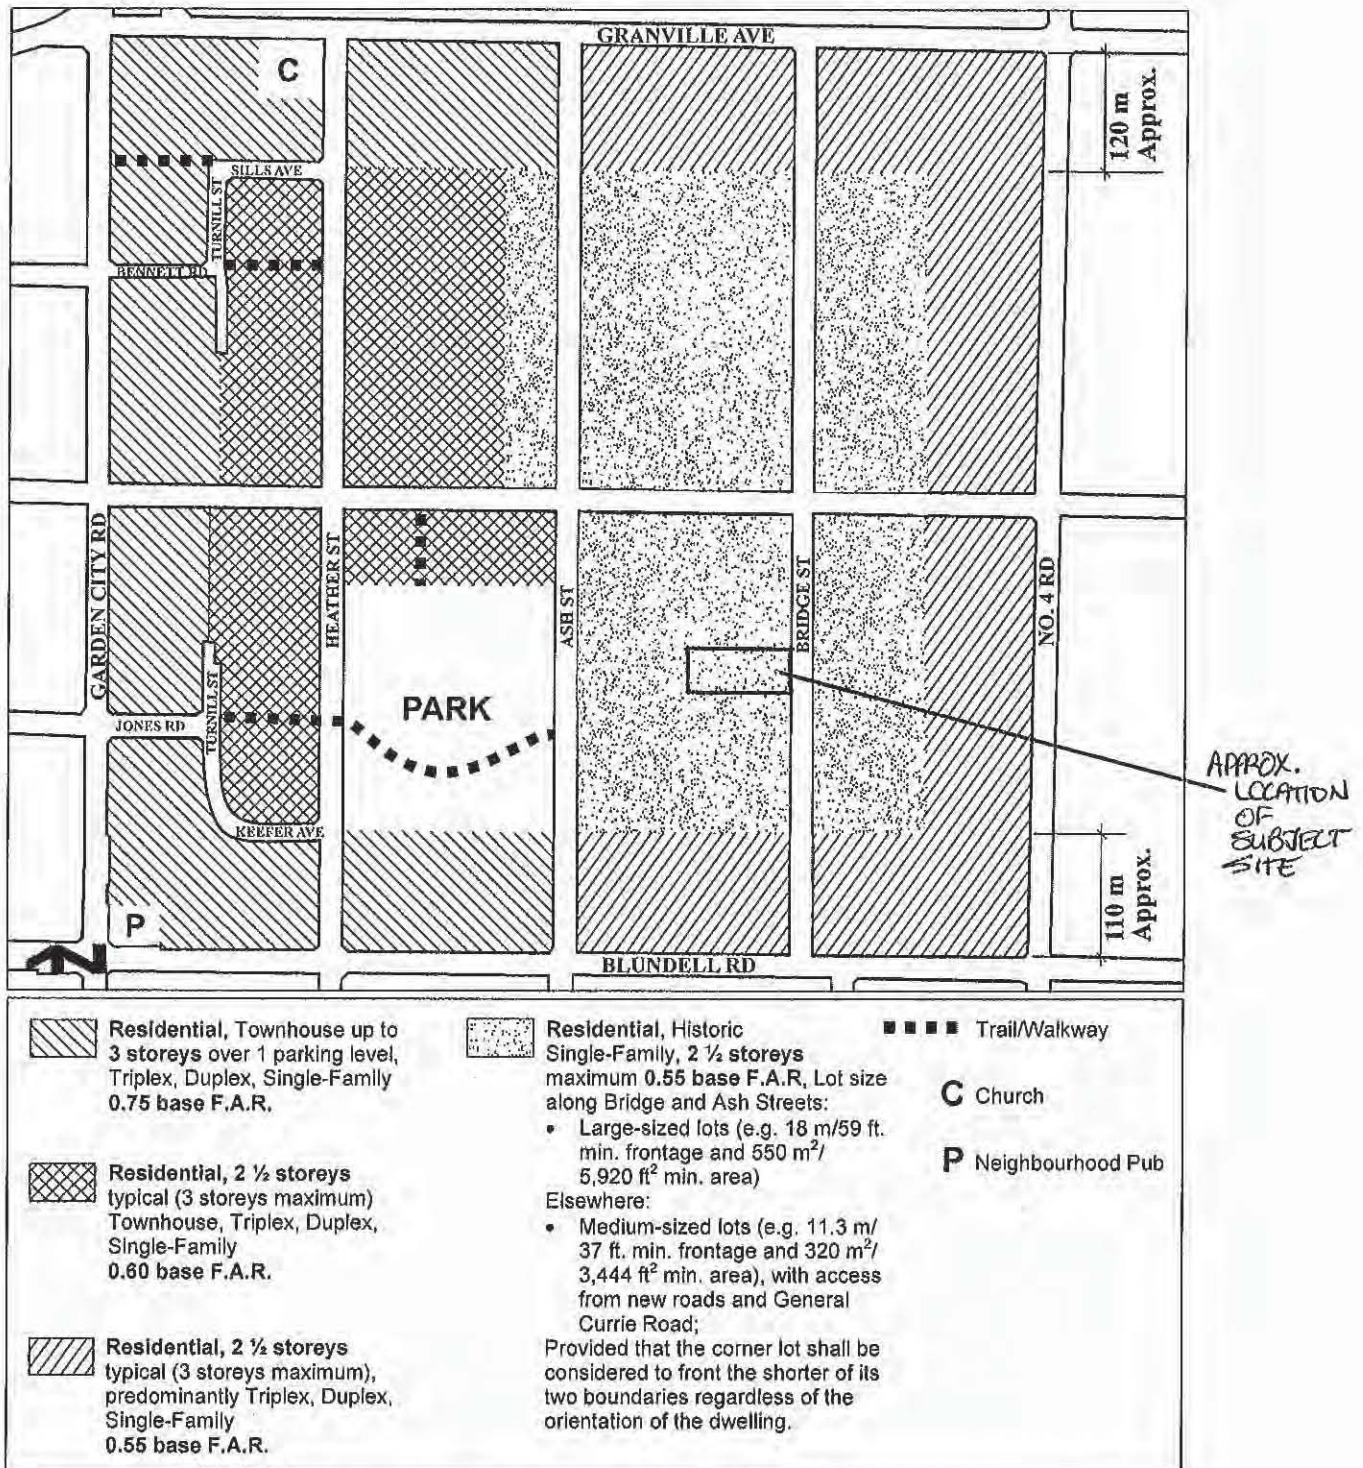 GRANVILLE AVE
C
120 m
Approx.
SILLS AVE
TURNILL ST
BENNETT RD
GARDEN CITY RD
HEATHER ST
ASH ST
BRIDGE ST
NO. 4 RD
PARK
JONES RD
TURNILL ST
KEEFER AVE
APPROX.
LOCATION
OF
SUBJECT
SITE
110 m
Approx.
P
N
BLUNDELL RD
Residential, Townhouse up to
3 storeys over 1 parking level,
Triplex, Duplex, Single-Family
0.75 base F.A.R.
Residential, 2 ½ storeys
typical (3 storeys maximum)
Townhouse, Triplex, Duplex,
Single-Family
0.60 base F.A.R.
Residential, 2 ½ storeys
typical (3 storeys maximum),
predominantly Triplex, Duplex,
Single-Family
0.55 base F.A.R.
Residential, Historic
Single-Family, 2 ½ storeys
maximum 0.55 base F.A.R, Lot size
along Bridge and Ash Streets:
• Large-sized lots (e.g. 18 m/59 ft.
min. frontage and 550 m²/
5,920 ft² min. area)
Elsewhere:
• Medium-sized lots (e.g. 11.3 m/
37 ft. min. frontage and 320 m²/
3,444 ft² min. area), with access
from new roads and General
Currie Road;
Provided that the corner lot shall be
considered to front the shorter of its
two boundaries regardless of the
orientation of the dwelling.
Trail/Walkway
C Church
P Neighbourhood Pub